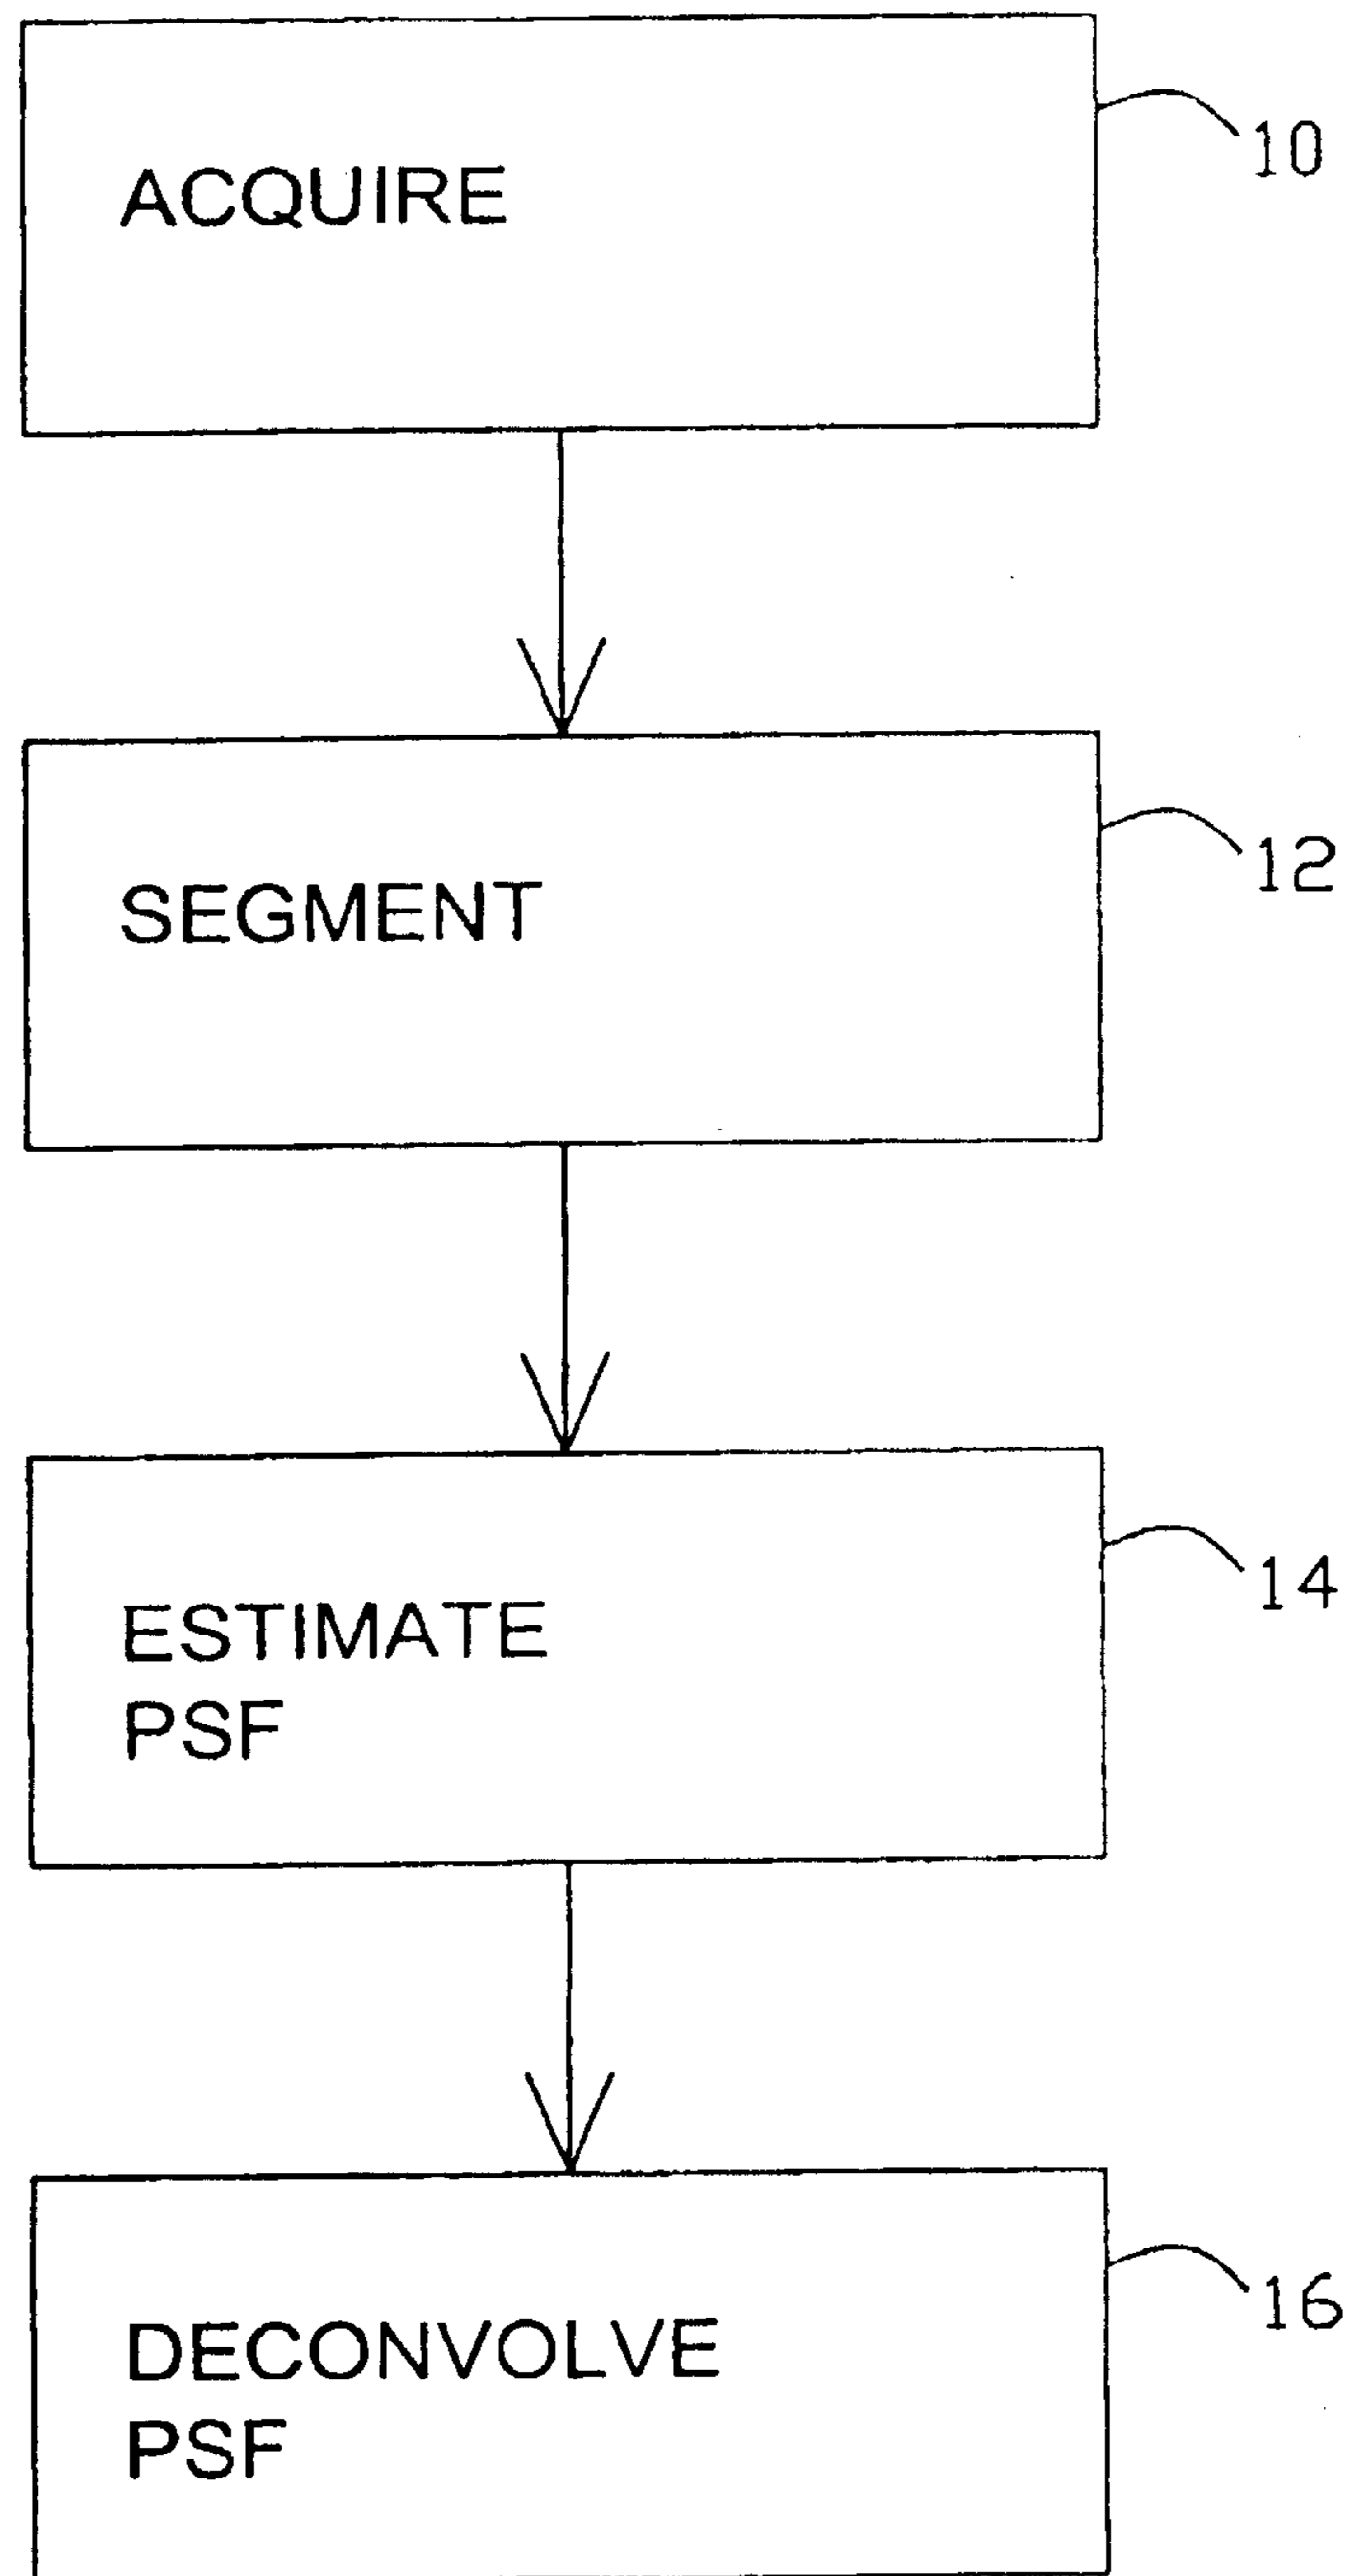 ACQUIRE
10
SEGMENT
12
ESTIMATE
PSF
14
DECONVOLVE
PSF
16